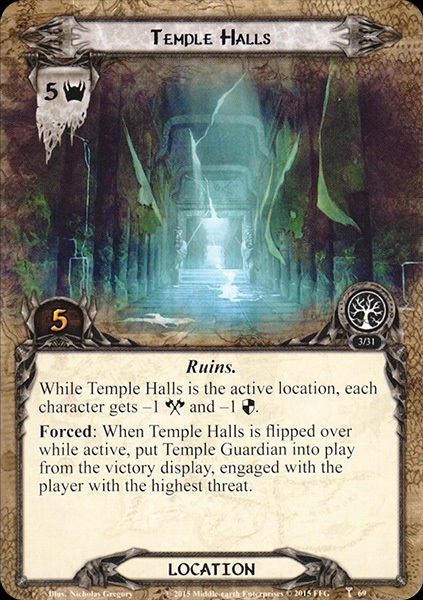 Temple Halls
5
5
3/31
Ruins.
While Temple Halls is the active location, each
character gets –1 and –1 .
Forced: When Temple Halls is flipped over
while active, put Temple Guardian into play
from the victory display, engaged with the
player with the highest threat.
LOCATION
Illus. Nicholas Gregory © 2015 Middle-earth Enterprises © 2015 FFG 69